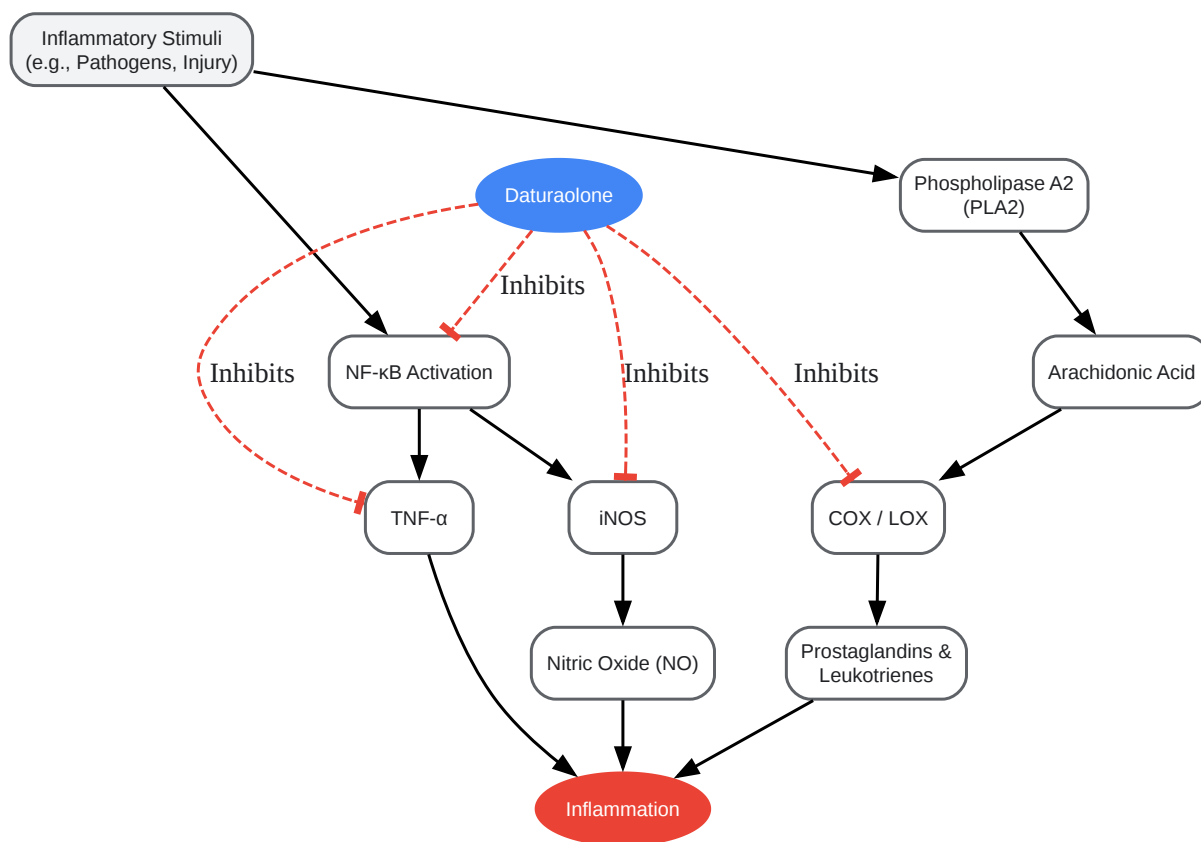 Inflammatory Stimuli
(e.g., Pathogens, Injury)
Daturaolone
Phospholipase A2
(PLA2)
Inhibits
NF-κB Activation
Inhibits
Inhibits
Inhibits
Arachidonic Acid
TNF-α
iNOS
COX / LOX
Nitric Oxide (NO)
Prostaglandins &
Leukotrienes
Inflammation